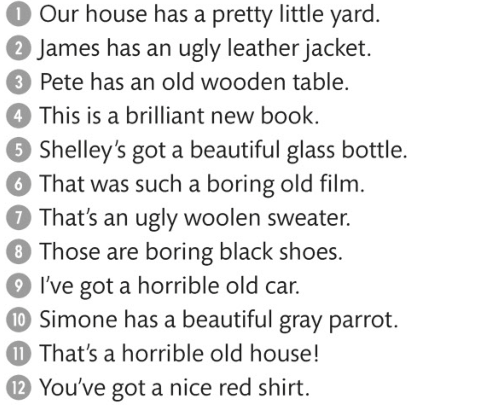 1 Our house has a pretty little yard.
2 James has an ugly leather jacket.
3 Pete has an old wooden table.
4 This is a brilliant new book.
5 Shelley's got a beautiful glass bottle.
6 That was such a boring old film.
7 That's an ugly woolen sweater.
8 Those are boring black shoes.
9 I've got a horrible old car.
10 Simone has a beautiful gray parrot.
11 That's a horrible old house!
12 You've got a nice red shirt.